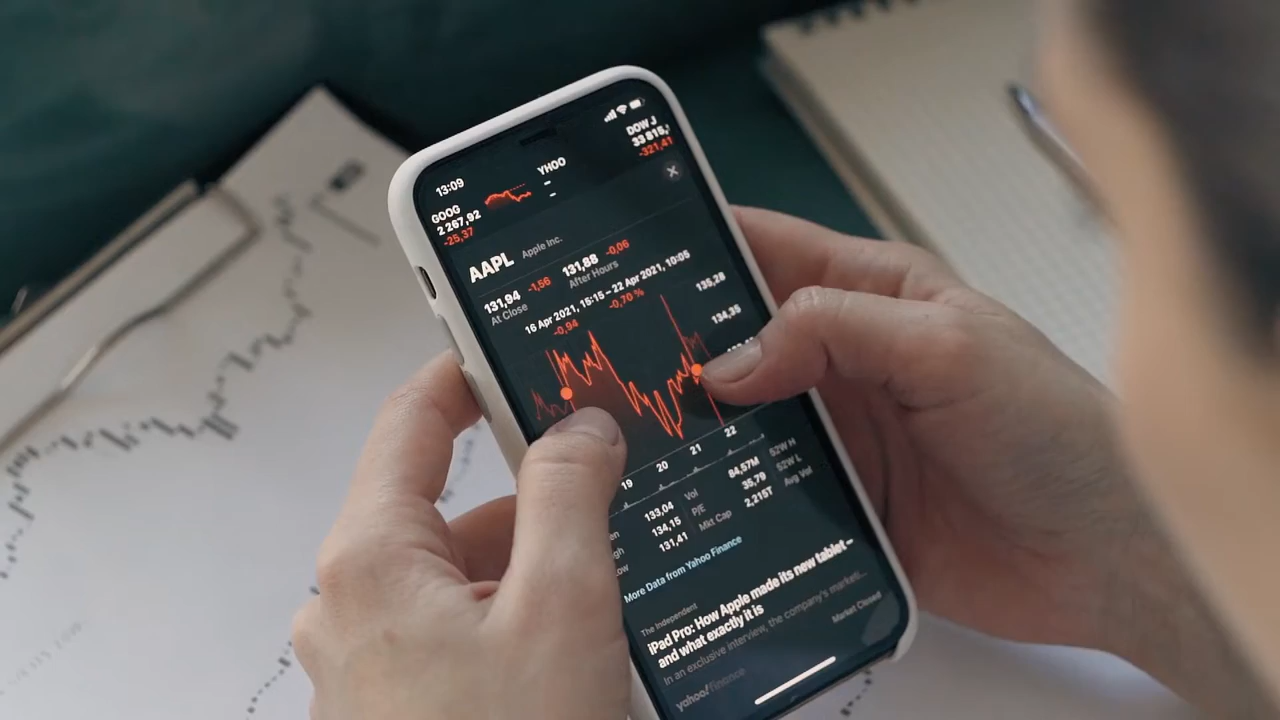 13:09
GOOG
2 267,92
-25,37
YHOO
–
–
DOW J
33 815,
-321,41
AAPL Apple Inc.
131,94 -1,56 131,88 -0,06
At Close After Hours
16 Apr 2021, 15:15 – 22 Apr 2021, 10:05
-0,94 -0,70 %
135,28
134,35
19 20 21 22
133,04 Vol 84,57M 52W H
134,15 P/E 35,79 52W L
131,41 Mkt Cap 2,215T Avg Vol
More Data from Yahoo Finance
The Independent
iPad Pro: How Apple made its new tablet –
and what exactly it is
In an exclusive interview, the company's marketi...
yahoo!finance Market Closed